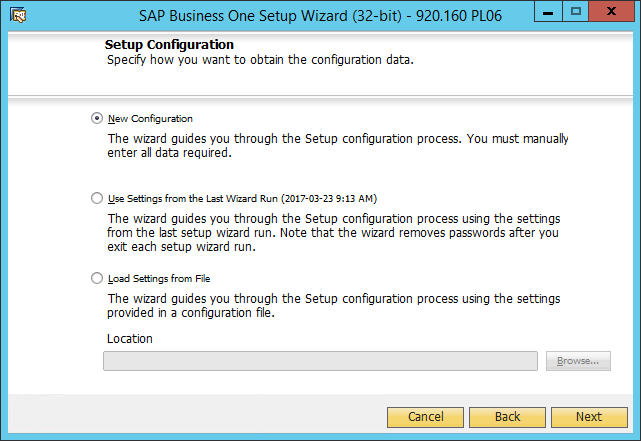 SAP Business One Setup Wizard (32-bit) - 920.160 PL06
Setup Configuration
Specify how you want to obtain the configuration data.
New Configuration
The wizard guides you through the Setup configuration process. You must manually
enter all data required.
Use Settings from the Last Wizard Run (2017-03-23 9:13 AM)
The wizard guides you through the Setup configuration process using the settings
from the last setup wizard run. Note that the wizard removes passwords after you
exit each setup wizard run.
Load Settings from File
The wizard guides you through the Setup configuration process using the settings
provided in a configuration file.
Location
Browse...
Cancel Back Next